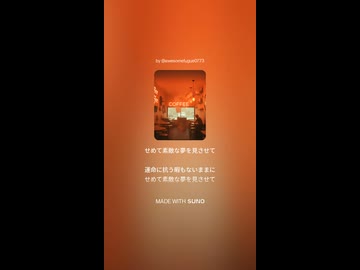 by @awesometupai0773
COFFEE
せめて素敵な夢を見させて
運命に抗う暇もないままに
せめて素敵な夢を見させて
MADE WITH SUNO